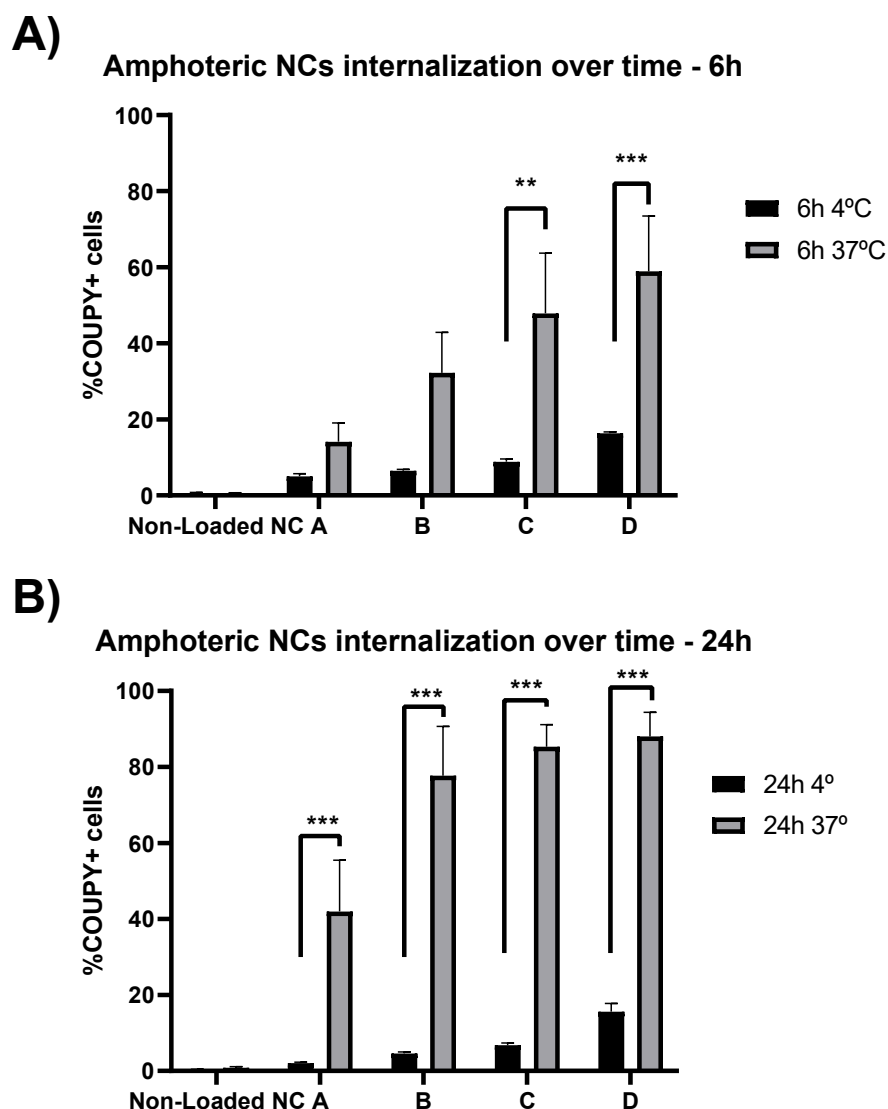 A)
Amphoteric NCs internalization over time - 6h
100
80
60
40
20
0
%COUPY+ cells
**
***
6h 4ºC
6h 37ºC
Non-Loaded NC A B C D
B)
Amphoteric NCs internalization over time - 24h
100
80
60
40
20
0
%COUPY+ cells
***
***
***
***
24h 4º
24h 37º
Non-Loaded NC A B C D